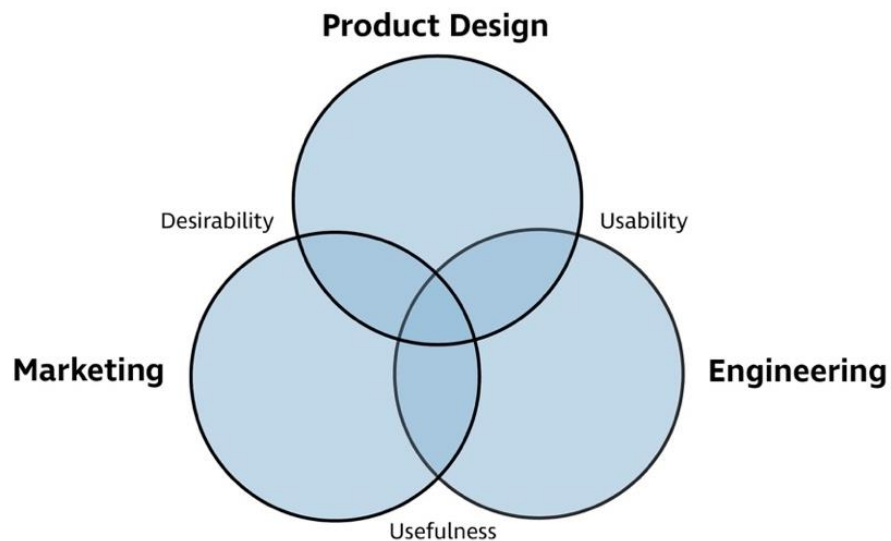 Product Design
Desirability
Usability
Marketing
Engineering
Usefulness